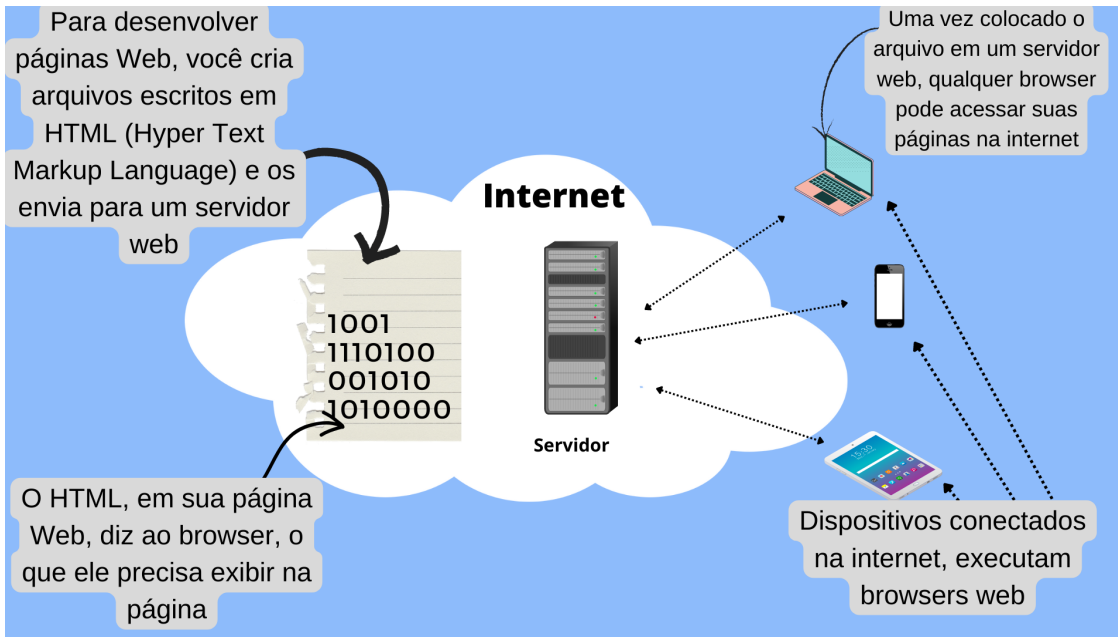 Para desenvolver
páginas Web, você cria
arquivos escritos em
HTML (Hyper Text
Markup Language) e os
envia para um servidor
web
Uma vez colocado o
arquivo em um servidor
web, qualquer browser
pode acessar suas
páginas na internet
Internet
1001
1110100
001010
1010000
Servidor
15:30
O HTML, em sua página
Web, diz ao browser, o
que ele precisa exibir na
página
Dispositivos conectados
na internet, executam
browsers web